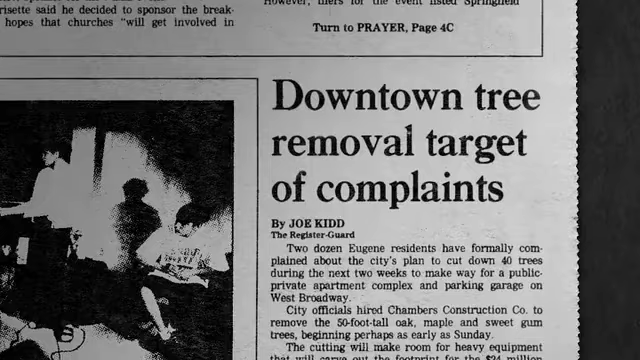 risette said he decided to sponsor the break-
hopes that churches "will get involved in
However, fliers for the event listed Springfield
Turn to PRAYER, Page 4C
Downtown tree
removal target
of complaints
By JOE KIDD
The Register-Guard
Two dozen Eugene residents have formally com-
plained about the city's plan to cut down 40 trees
during the next two weeks to make way for a public-
private apartment complex and parking garage on
West Broadway.
City officials hired Chambers Construction Co. to
remove the 50-foot-tall oak, maple and sweet gum
trees, beginning perhaps as early as Sunday.
The cutting will make room for heavy equipment
that will carve out the footprint for the $24 million